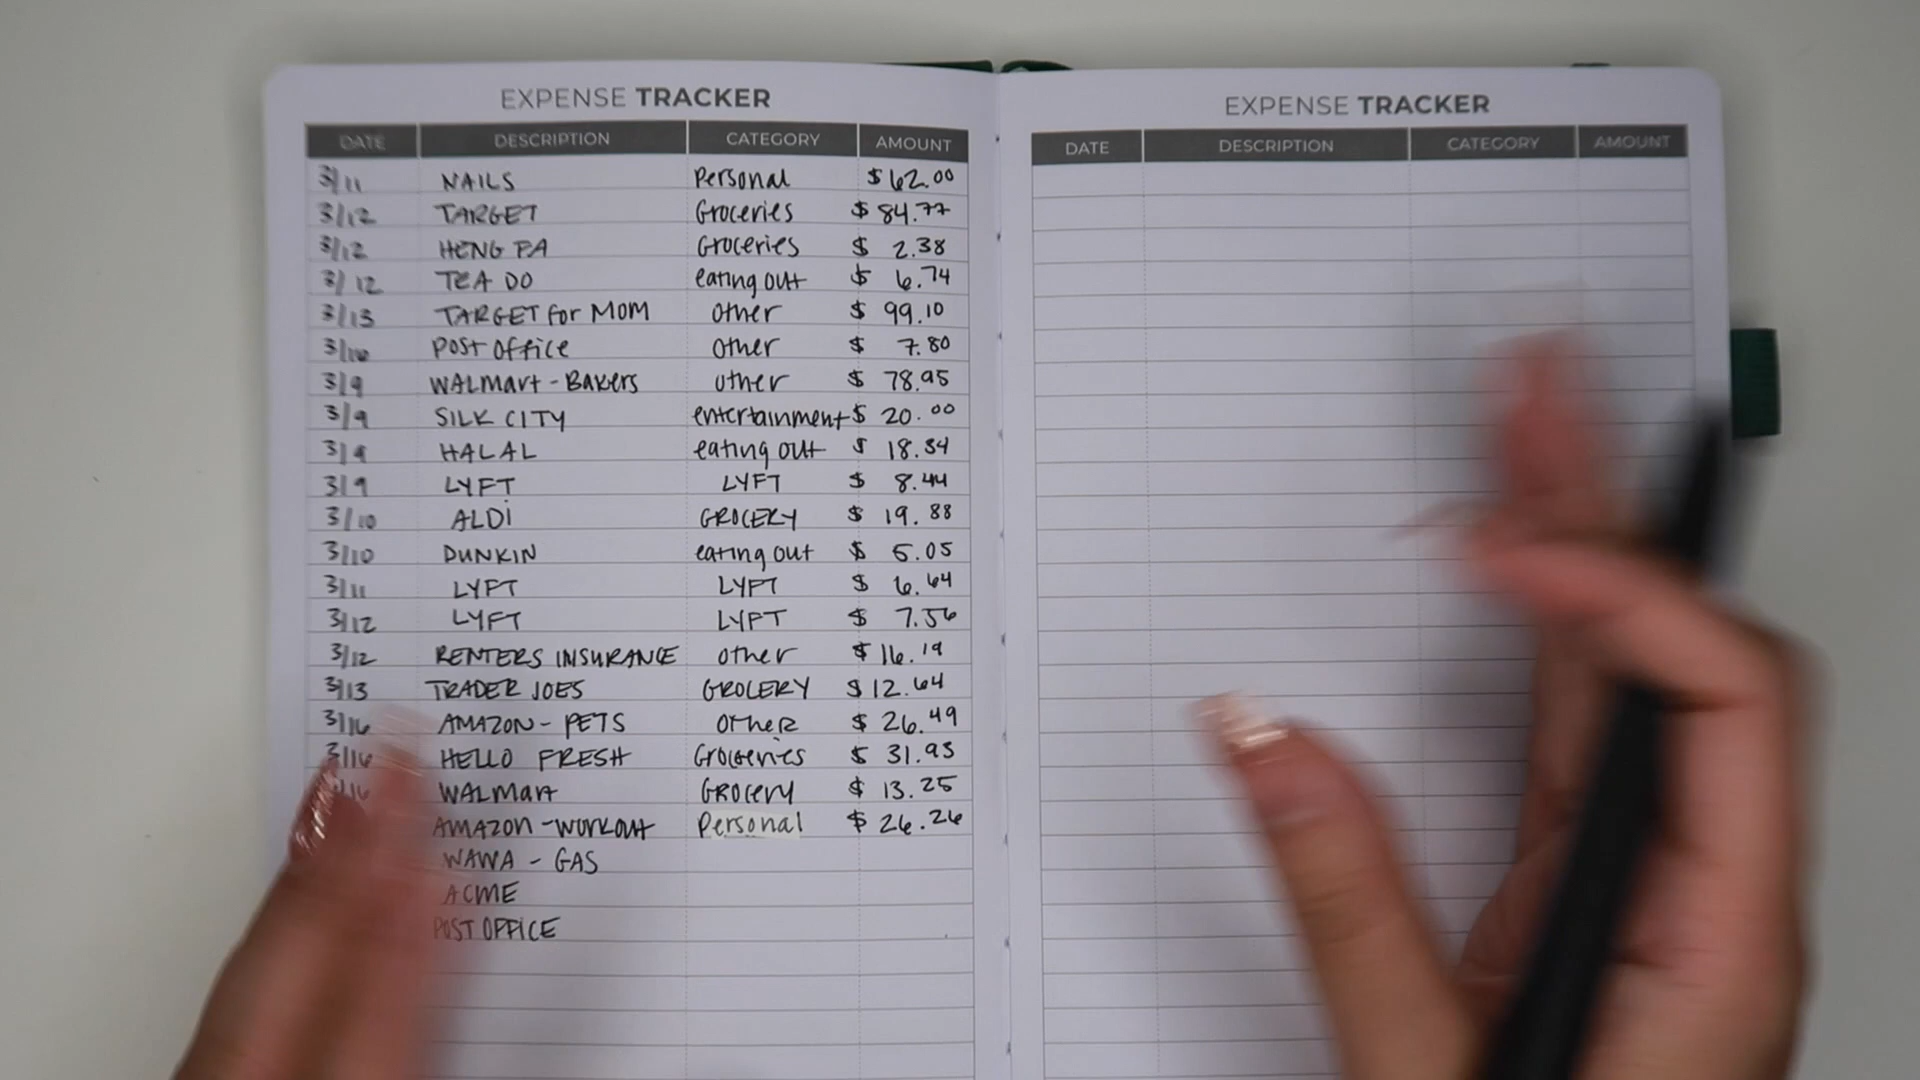 EXPENSE TRACKER
DATE DESCRIPTION CATEGORY AMOUNT
3/11 NAILS Personal $62.00
3/12 TARGET Groceries $84.77
3/12 HENG PA Groceries $2.38
3/12 TEA DO eating out $6.74
3/13 TARGET for MOM other $99.10
3/16 POST Office Other $7.80
3/9 WALmart - Bakers other $78.95
3/9 SILK CITY entertainment $20.00
3/9 HALAL eating out $18.34
3/9 LYFT LYFT $8.44
3/10 ALDi GROCERY $19.88
3/10 DUNKIN eating out $5.05
3/11 LYFT LYFT $6.64
3/12 LYFT LYFT $7.56
3/12 RENTERS INSURANCE other $16.19
3/13 TRADER JOES GROCERY $12.64
3/16 AMAZON - PETS OTHER $26.49
3/16 HELLO FRESH Groceries $31.93
WALMART GROCERY $13.25
AMAZON - WORKOUT Personal $26.26
WAWA - GAS
ACME
POST OFFICE
EXPENSE TRACKER
DATE DESCRIPTION CATEGORY AMOUNT